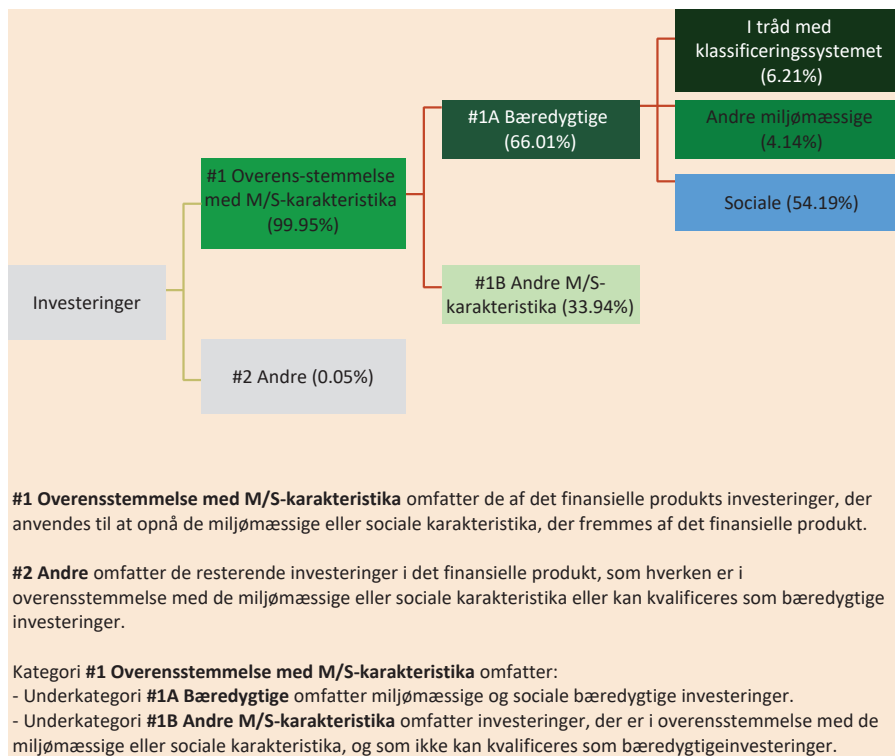 I tråd med
klassificeringssystemet
(6.21%)
#1A Bæredygtige
(66.01%)
Andre miljømæssige
(4.14%)
#1 Overens-stemmelse
med M/S-karakteristika
(99.95%)
Sociale (54.19%)
#1B Andre M/S-
karakteristika (33.94%)
Investeringer
#2 Andre (0.05%)
#1 Overensstemmelse med M/S-karakteristika omfatter de af det finansielle produkts investeringer, der
anvendes til at opnå de miljømæssige eller sociale karakteristika, der fremmes af det finansielle produkt.
#2 Andre omfatter de resterende investeringer i det finansielle produkt, som hverken er i
overensstemmelse med de miljømæssige eller sociale karakteristika eller kan kvalificeres som bæredygtige
investeringer.
Kategori #1 Overensstemmelse med M/S-karakteristika omfatter:
- Underkategori #1A Bæredygtige omfatter miljømæssige og sociale bæredygtige investeringer.
- Underkategori #1B Andre M/S-karakteristika omfatter investeringer, der er i overensstemmelse med de
miljømæssige eller sociale karakteristika, og som ikke kan kvalificeres som bæredygtigeinvesteringer.